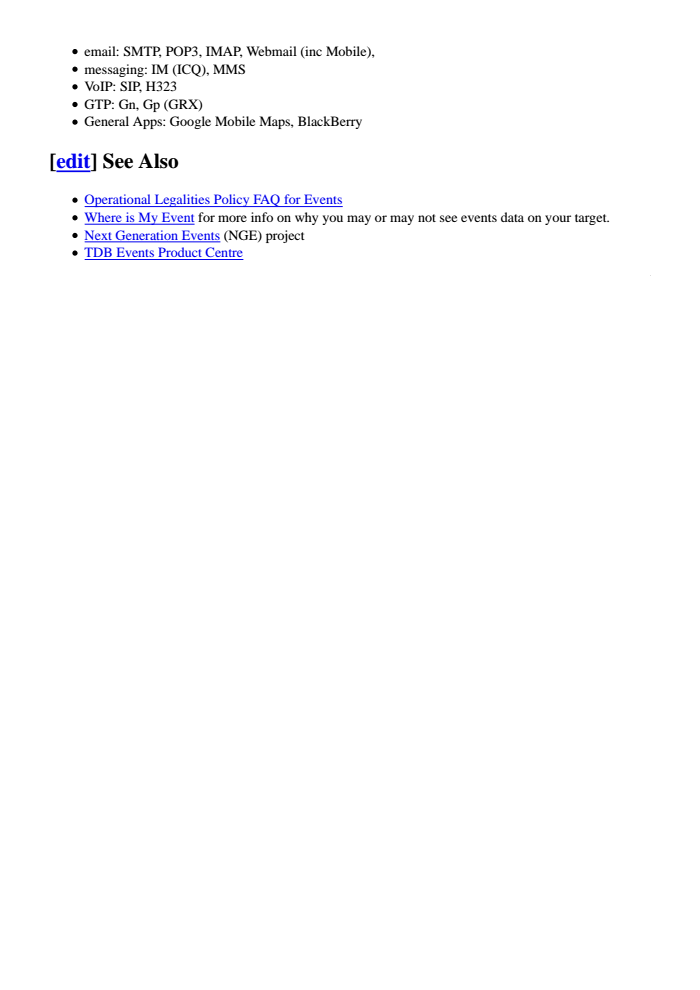 • email: SMTP, POP3, IMAP, Webmail (inc Mobile),
• messaging: IM (ICQ), MMS
• VoIP: SIP, H323
• GTP: Gn, Gp (GRX)
• General Apps: Google Mobile Maps, BlackBerry
[edit] See Also
• Operational Legalities Policy FAQ for Events
• Where is My Event for more info on why you may or may not see events data on your target.
• Next Generation Events (NGE) project
• TDB Events Product Centre